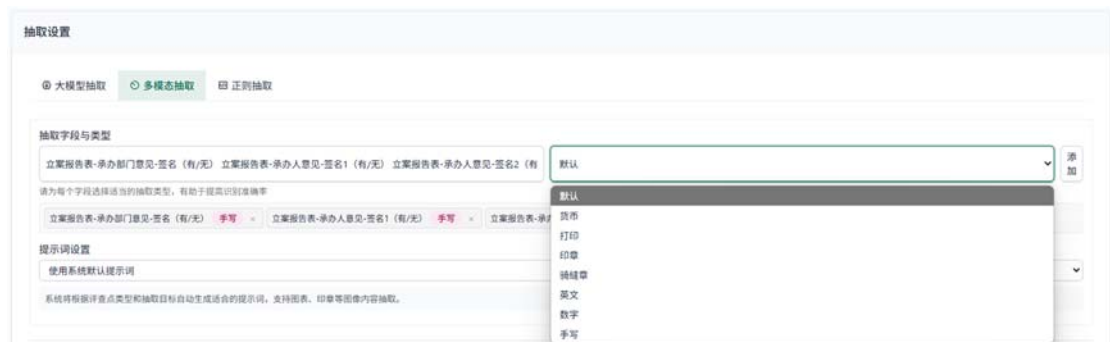 抽取设置
大模型抽取 多模态抽取 正则抽取
抽取字段与类型
立案报告表-承办部门意见-签名（有/无） 立案报告表-承办人意见-签名1（有/无） 立案报告表-承办人意见-签名2（有 默认 添加
请为每个字段选择适当的抽取类型，有助于提高识别准确率
默认
立案报告表-承办部门意见-签名（有/无） 手写 × 立案报告表-承办人意见-签名1（有/无） 手写 × 立案报告表-承
货币
打印
印章
骑缝章
英文
数字
手写
提示词设置
使用系统默认提示词
系统将根据评查点类型和抽取目标自动生成适合的提示词，支持图表、印章等图像内容抽取。